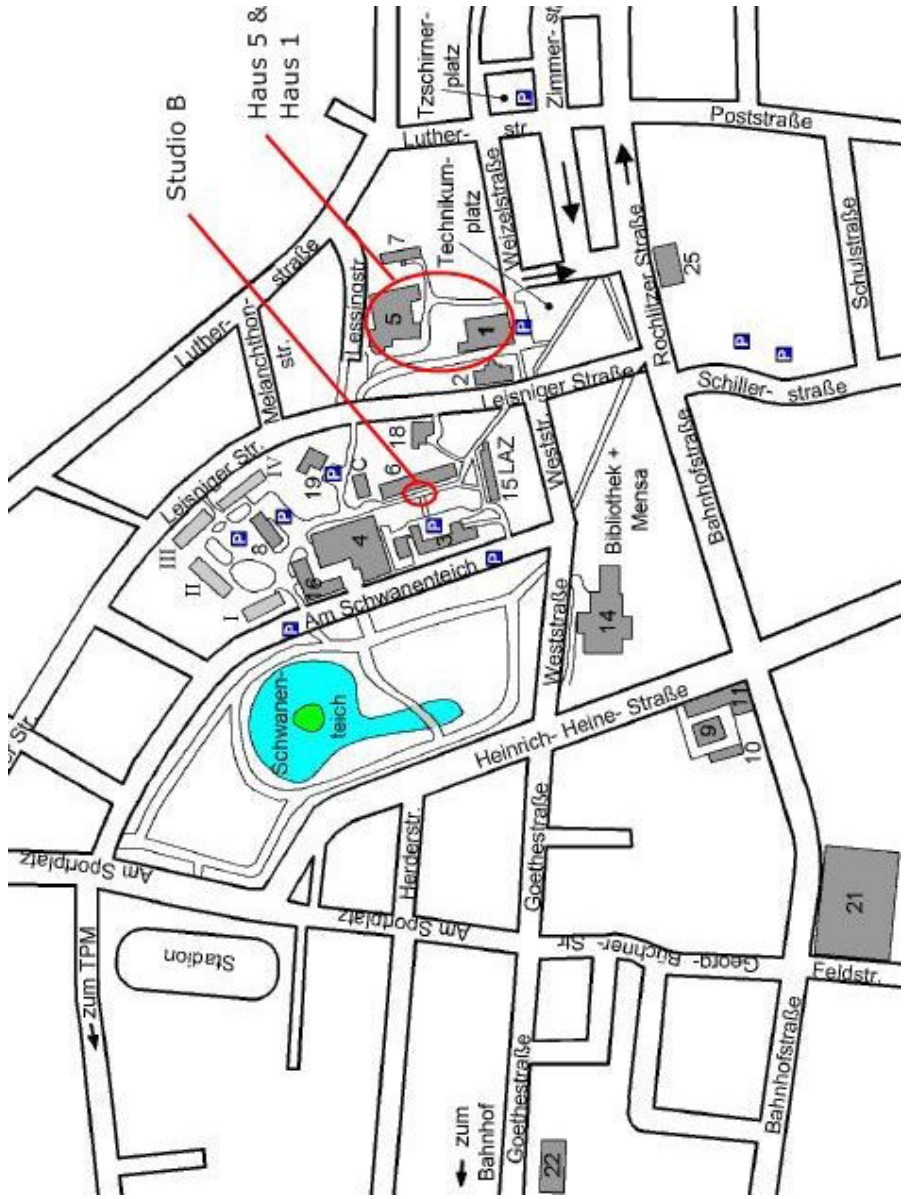 Studio B
Haus 5 &
Haus 1
Tzschirner-
platz
Zimmer- str.
P
Luther-
str.
Poststraße
Weizelstraße
Technikum-
platz
Luther-
straße
Melanchthon-
str.
Lessingstr.
7
5
1
P
2
25
Rochlitzer Straße
Schulstraße
Schiller- straße
P
P
Leisniger Straße
Leisniger Str.
IV
III
II
I
19
P
C
6
18
15 LAZ
P
8
P
4
3
P
16
P
P
Am Schwanenteich
Weststr.
Weststraße
Bibliothek +
Mensa
14
Bahnhofstraße
Schwanen-
teich
Heinrich- Heine- Straße
9
11
10
Str.
Am Sportplatz
Herderstr.
Goethestraße
Am Sportplatz
Georg- Büchner- Str.
21
Feldstr.
Stadion
zum TPM
zum
Bahnhof
Goethestraße
22
Bahnhofstraße